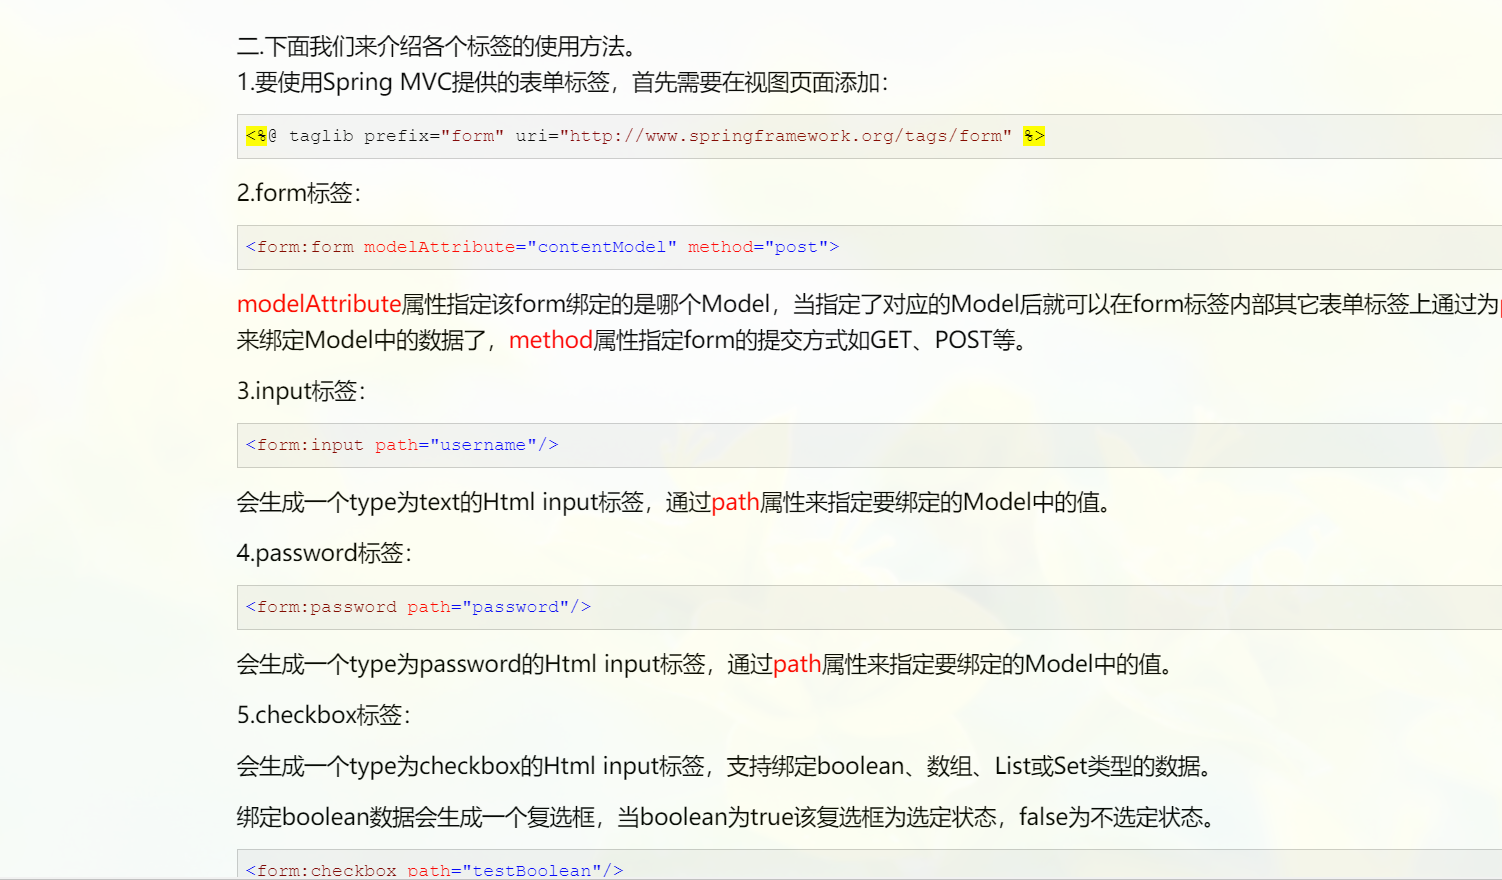 二.下面我们来介绍各个标签的使用方法。
1.要使用Spring MVC提供的表单标签，首先需要在视图页面添加：
<%@ taglib prefix="form" uri="http://www.springframework.org/tags/form" %>
2.form标签：
<form:form modelAttribute="contentModel" method="post">
modelAttribute属性指定该form绑定的是哪个Model，当指定了对应的Model后就可以在form标签内部其它表单标签上通过为
来绑定Model中的数据了，method属性指定form的提交方式如GET、POST等。
3.input标签：
<form:input path="username"/>
会生成一个type为text的Html input标签，通过path属性来指定要绑定的Model中的值。
4.password标签：
<form:password path="password"/>
会生成一个type为password的Html input标签，通过path属性来指定要绑定的Model中的值。
5.checkbox标签：
会生成一个type为checkbox的Html input标签，支持绑定boolean、数组、List或Set类型的数据。
绑定boolean数据会生成一个复选框，当boolean为true该复选框为选定状态，false为不选定状态。
<form:checkbox path="testBoolean"/>